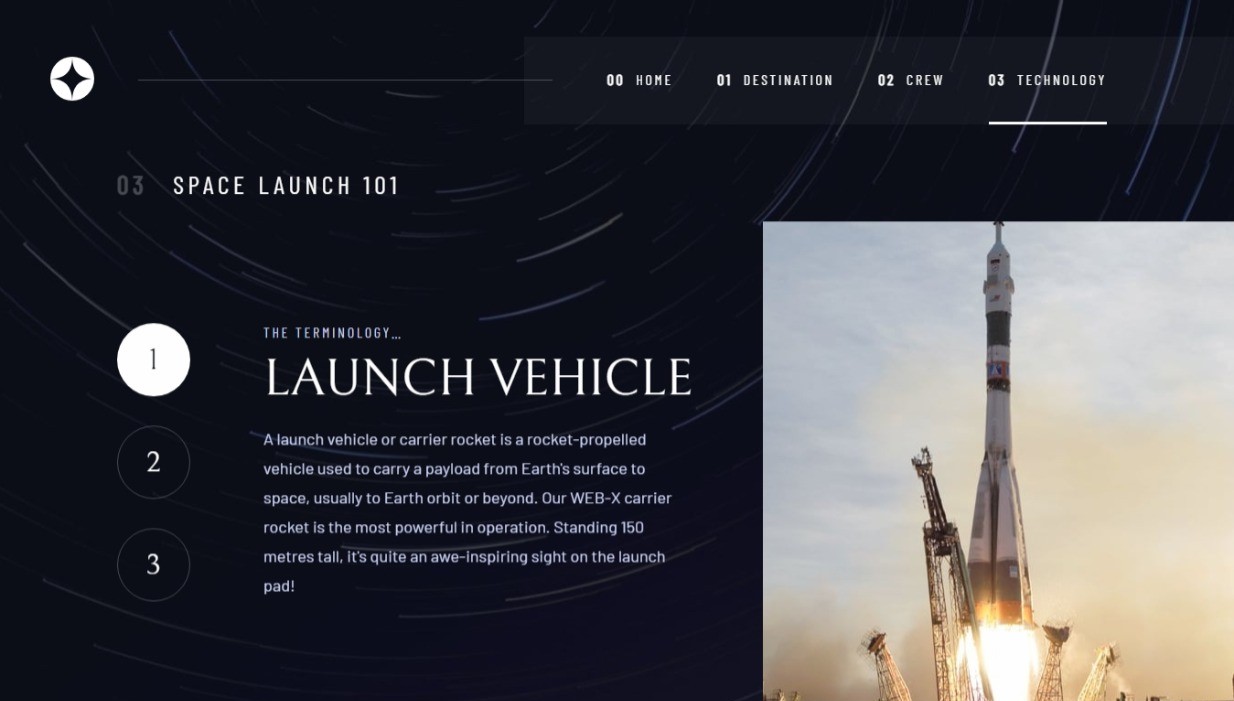 00 HOME 01 DESTINATION 02 CREW 03 TECHNOLOGY
03 SPACE LAUNCH 101
1
2
3
THE TERMINOLOGY...
LAUNCH VEHICLE
A launch vehicle or carrier rocket is a rocket-propelled
vehicle used to carry a payload from Earth's surface to
space, usually to Earth orbit or beyond. Our WEB-X carrier
rocket is the most powerful in operation. Standing 150
metres tall, it's quite an awe-inspiring sight on the launch
pad!